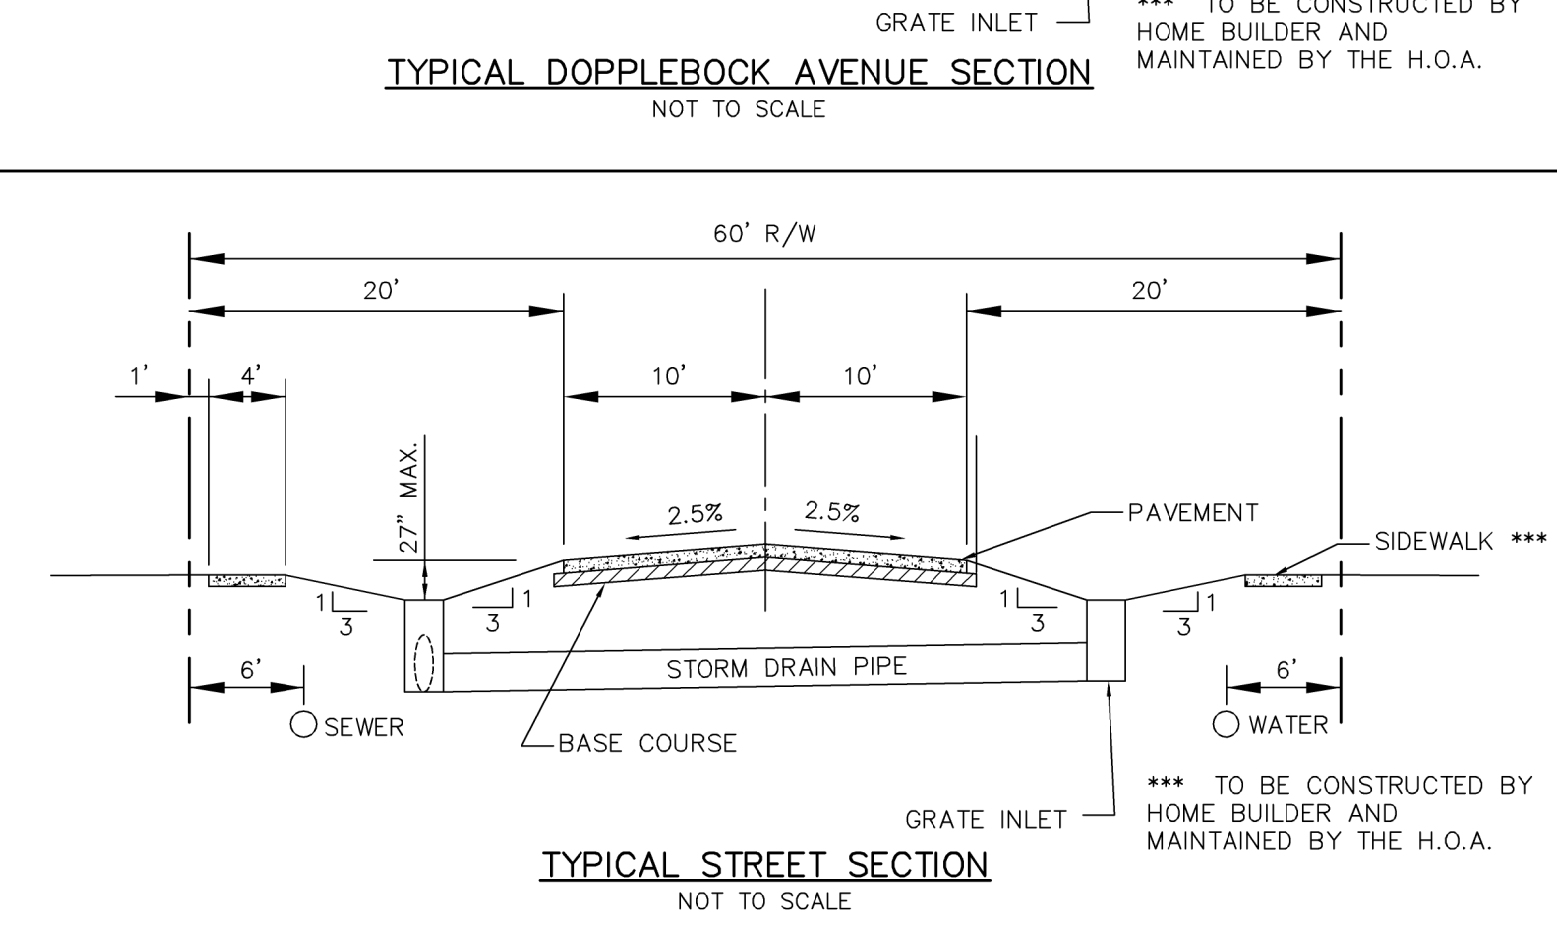 *** TO BE CONSTRUCTED BY
GRATE INLET
HOME BUILDER AND
MAINTAINED BY THE H.O.A.
TYPICAL DOPPLEBOCK AVENUE SECTION
NOT TO SCALE
60' R/W
20'
20'
1'
4'
10'
10'
27" MAX.
2.5%
2.5%
PAVEMENT
SIDEWALK ***
1
3
1
3
1
3
1
3
STORM DRAIN PIPE
6'
6'
SEWER
WATER
BASE COURSE
GRATE INLET
*** TO BE CONSTRUCTED BY
HOME BUILDER AND
MAINTAINED BY THE H.O.A.
TYPICAL STREET SECTION
NOT TO SCALE